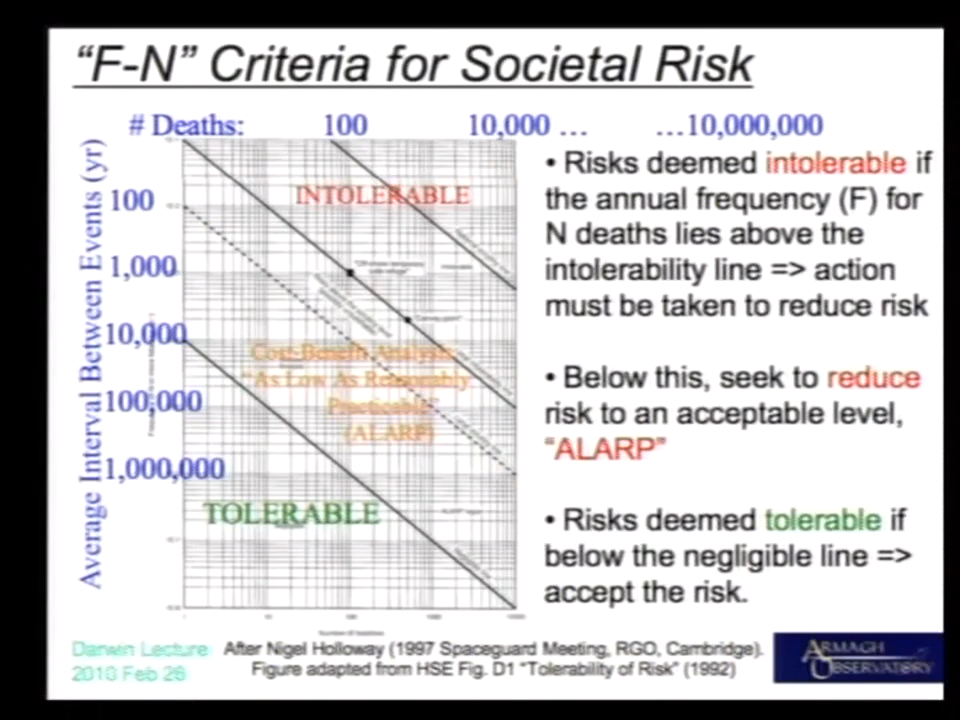 “F-N” Criteria for Societal Risk
# Deaths: 100 10,000 … …10,000,000
Average Interval Between Events (yr)
100
1,000
10,000
100,000
1,000,000
INTOLERABLE
Cost-Benefit Analysis:
“As Low As Reasonably
Practicable”
(ALARP)
TOLERABLE
• Risks deemed intolerable if
the annual frequency (F) for
N deaths lies above the
intolerability line => action
must be taken to reduce risk
• Below this, seek to reduce
risk to an acceptable level,
“ALARP”
• Risks deemed tolerable if
below the negligible line =>
accept the risk.
Darwin Lecture
2010 Feb 26
After Nigel Holloway (1997 Spaceguard Meeting, RGO, Cambridge).
Figure adapted from HSE Fig. D1 “Tolerability of Risk” (1992)
ARMAGH
OBSERVATORY